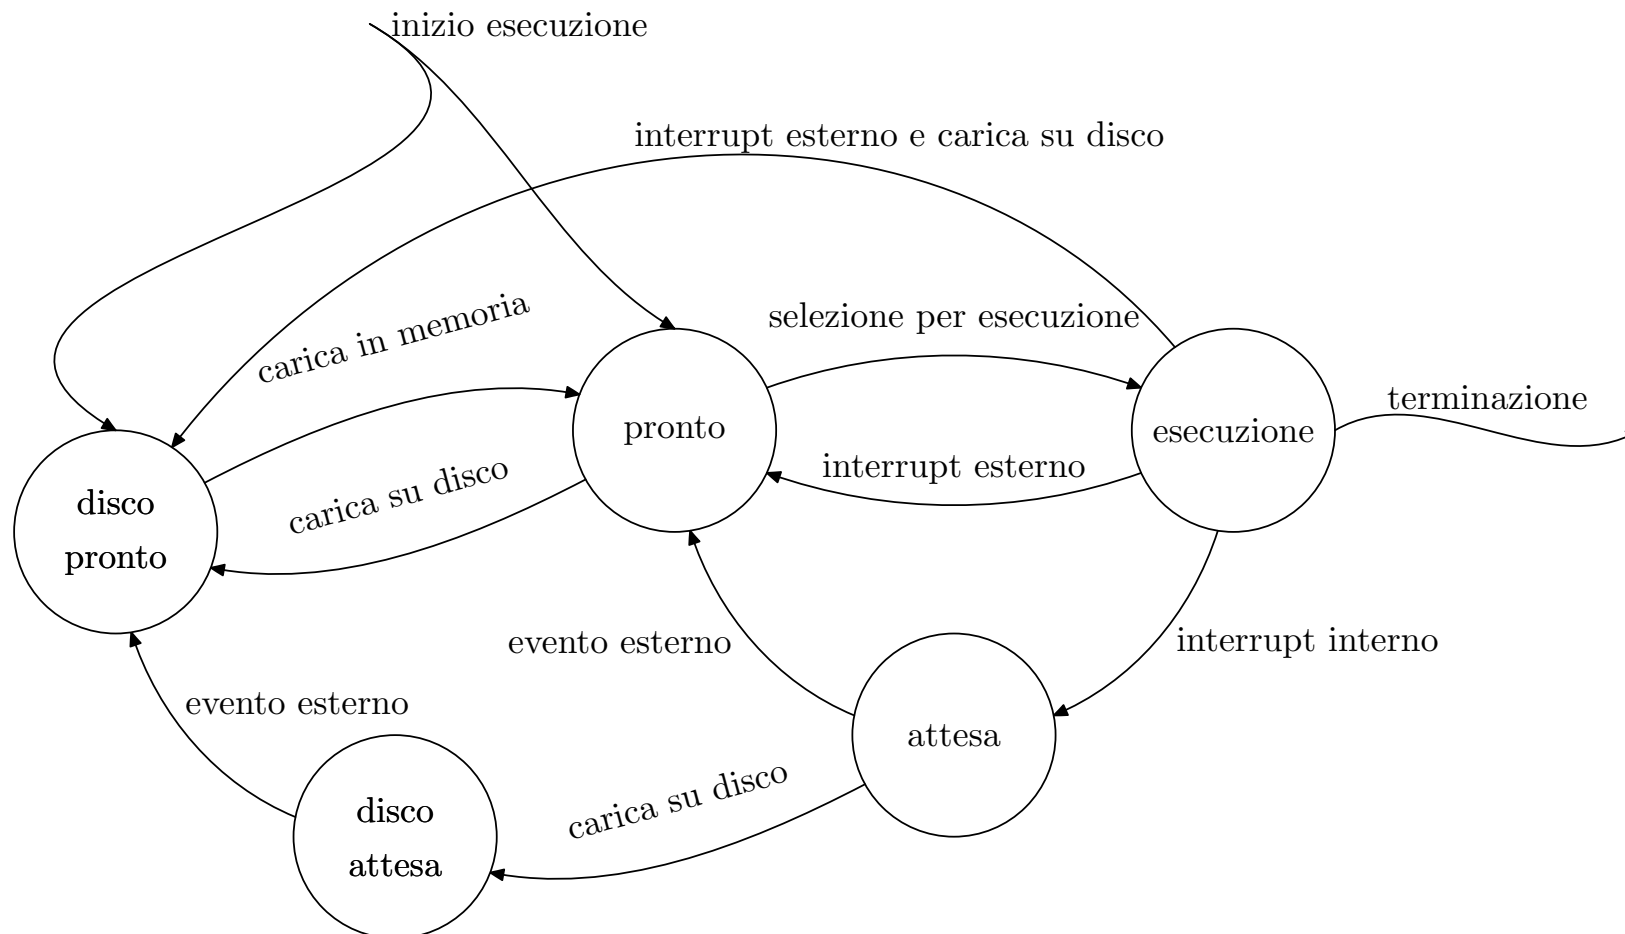 inizio esecuzione
interrupt esterno e carica su disco
carica in memoria
selezione per esecuzione
terminazione
pronto
esecuzione
interrupt esterno
carica su disco
disco
pronto
evento esterno
interrupt interno
evento esterno
attesa
carica su disco
disco
attesa